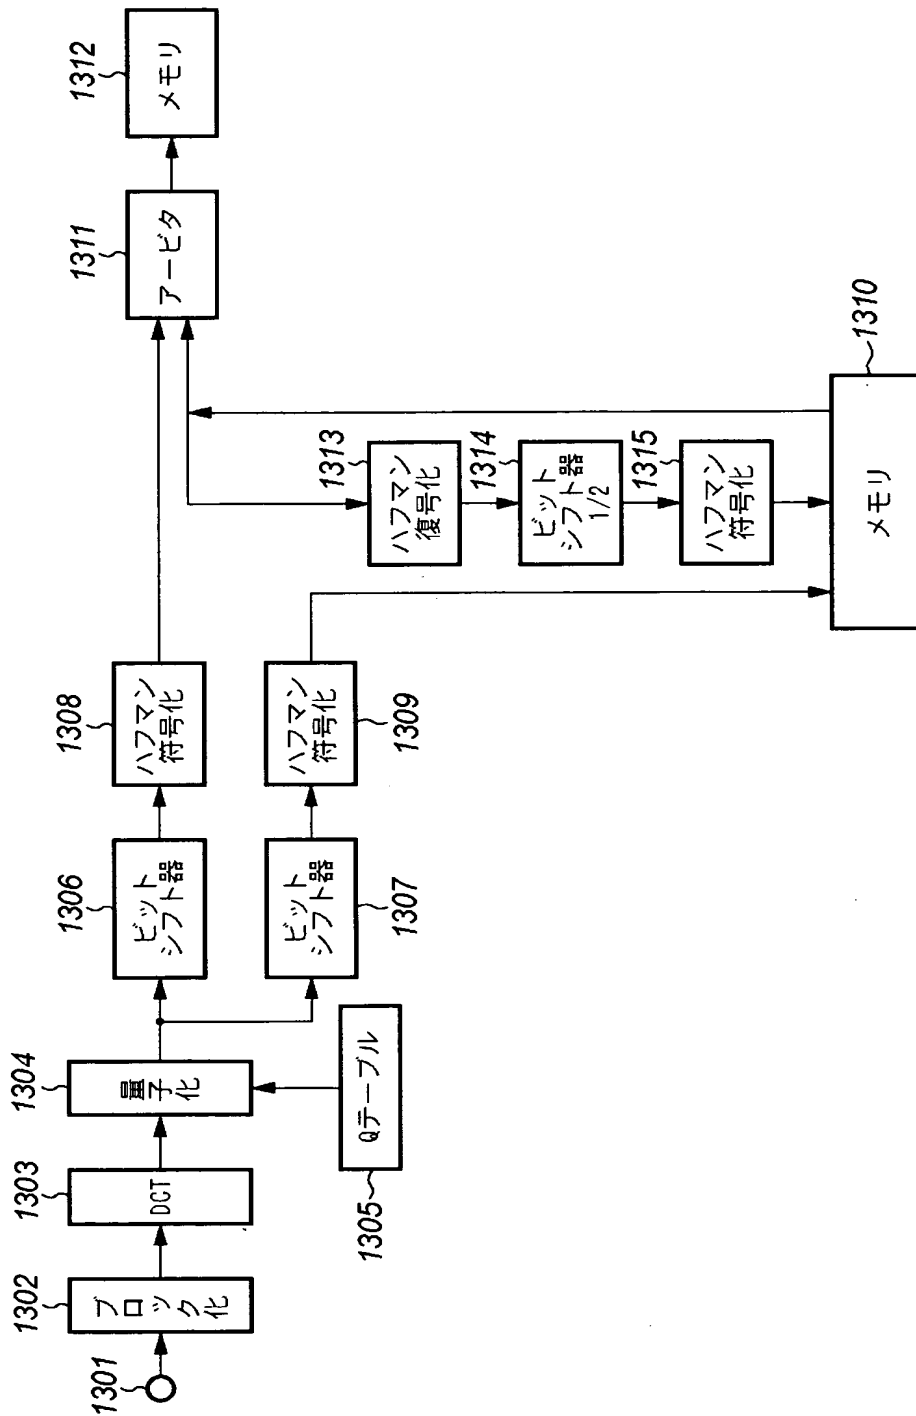 1301
1302
ブロック化
1303
DCT
1304
量子化
1305
Qテーブル
1306
ビット
シフト器
1308
ハフマン
符号化
1311
アービタ
1312
メモリ
1307
ビット
シフト器
1309
ハフマン
符号化
1313
ハフマン
復号化
1314
ビット
シフト器
1/2
1315
ハフマン
符号化
1310
メモリ